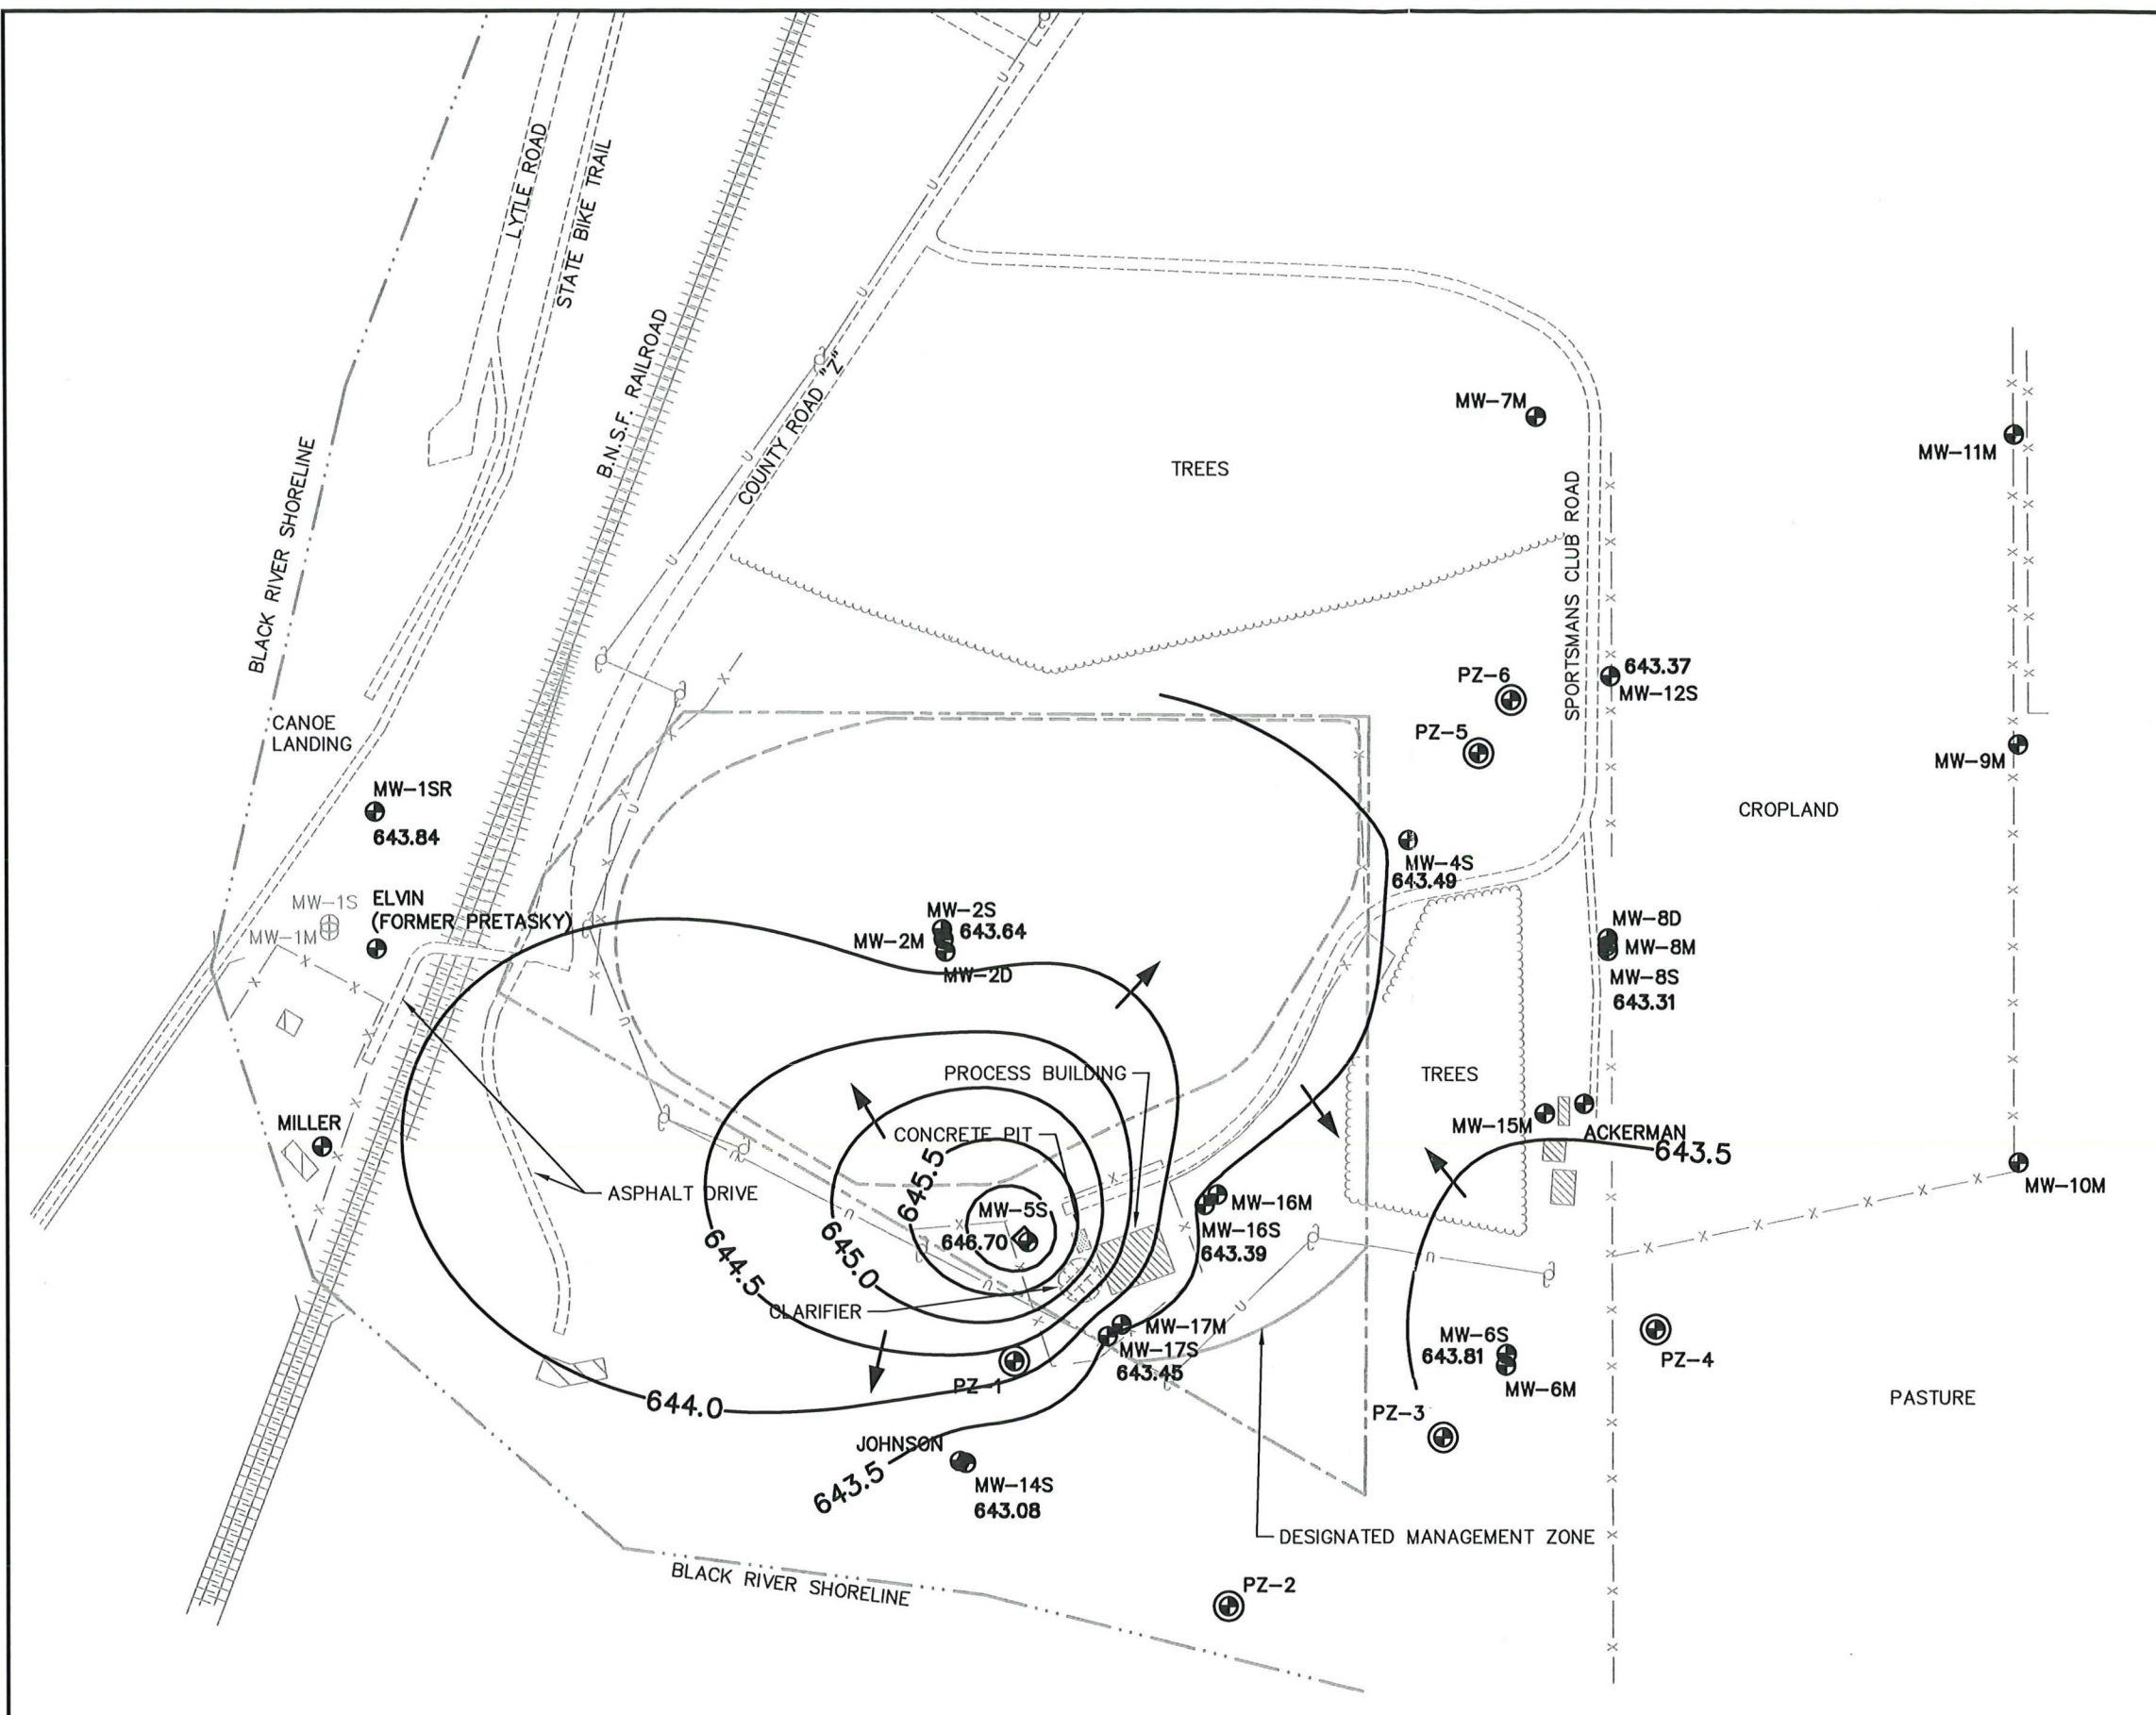 LYTLE ROAD
STATE BIKE TRAIL
B.N.S.F. RAILROAD
COUNTY ROAD "Z"
BLACK RIVER SHORELINE
TREES
MW-7M
MW-11M
SPORTSMANS CLUB ROAD
643.37
MW-12S
PZ-6
PZ-5
CANOE
LANDING
MW-9M
MW-1SR
643.84
CROPLAND
MW-4S
643.49
MW-1S
MW-1M
ELVIN
(FORMER PRETASKY)
MW-2S
643.64
MW-2M
MW-2D
MW-8D
MW-8M
MW-8S
643.31
PROCESS BUILDING
TREES
MILLER
CONCRETE PIT
MW-15M
ACKERMAN
643.5
MW-10M
ASPHALT DRIVE
645.5
MW-5S
646.70
MW-16M
MW-16S
643.39
644.5
645.0
CLARIFIER
MW-17M
MW-17S
643.45
MW-6S
643.81
MW-6M
PZ-4
PZ-1
644.0
PZ-3
PASTURE
JOHNSON
643.5
MW-14S
643.08
DESIGNATED MANAGEMENT ZONE
BLACK RIVER SHORELINE
PZ-2